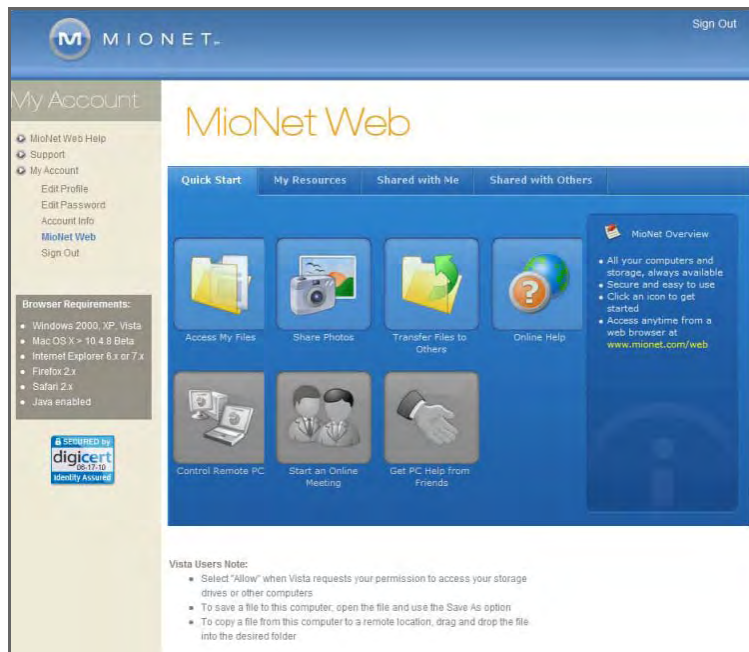 Sign Out
M MIONET™
My Account
MioNet Web Help
Support
My Account
Edit Profile
Edit Password
Account Info
MioNet Web
Sign Out
Browser Requirements:
Windows 2000, XP, Vista
Mac OS X > 10.4.8 Beta
Internet Explorer 6.x or 7.x
Firefox 2.x
Safari 2.x
Java enabled
SECURED by
digicert
06-17-10
Identity Assured
MioNet Web
Quick Start
My Resources
Shared with Me
Shared with Others
Access My Files
Share Photos
Transfer Files to
Others
Online Help
Control Remote PC
Start an Online
Meeting
Get PC Help from
Friends
MioNet Overview
All your computers and
storage, always available
Secure and easy to use
Click an icon to get
started
Access anytime from a
web browser at
www.mionet.com/web
Vista Users Note:
Select "Allow" when Vista requests your permission to access your storage
drives or other computers
To save a file to this computer, open the file and use the Save As option
To copy a file from this computer to a remote location, drag and drop the file
into the desired folder